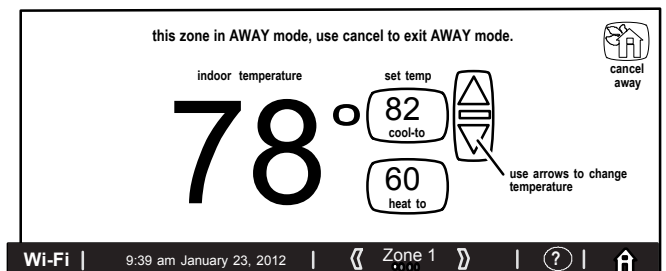 this zone in AWAY mode, use cancel to exit AWAY mode.
cancel
away
indoor temperature
set temp
78°
82
cool-to
use arrows to change
temperature
60
heat to
Wi-Fi | 9:39 am January 23, 2012 | Zone 1 | ? |